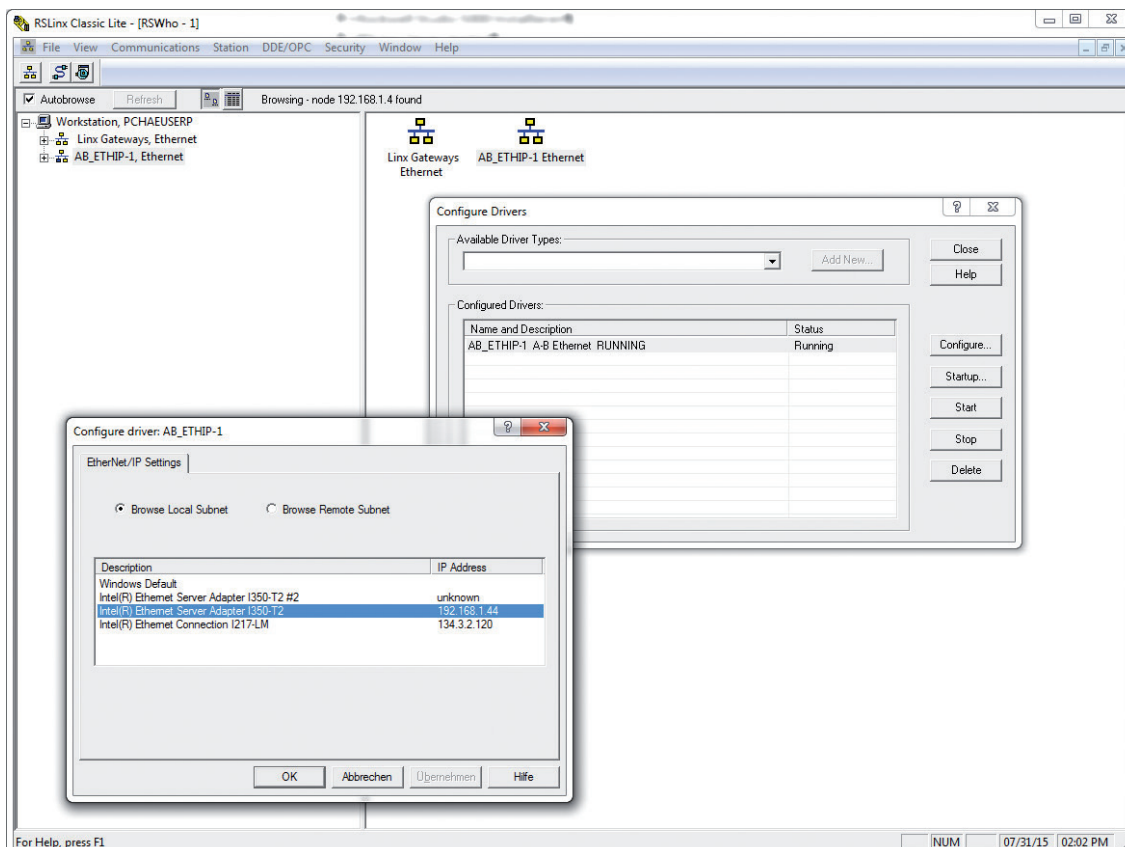 RSLinx Classic Lite - [RSWho - 1]
File View Communications Station DDE/OPC Security Window Help
Autobrowse Refresh Browsing - node 192.168.1.4 found
Workstation, PCHAEUSERP
Linx Gateways, Ethernet
AB_ETHIP-1, Ethernet
Linx Gateways
Ethernet
AB_ETHIP-1 Ethernet
Configure Drivers
Available Driver Types:
Add New...
Close
Help
Configured Drivers:
Name and Description Status
AB_ETHIP-1 A-B Ethernet RUNNING Running
Configure...
Startup...
Start
Stop
Delete
Configure driver: AB_ETHIP-1
EtherNet/IP Settings
Browse Local Subnet Browse Remote Subnet
Description IP Address
Windows Default
Intel(R) Ethernet Server Adapter I350-T2 #2 unknown
Intel(R) Ethernet Server Adapter I350-T2 192.168.1.44
Intel(R) Ethernet Connection I217-LM 134.3.2.120
OK Abbrechen Übernehmen Hilfe
For Help, press F1 NUM 07/31/15 02:02 PM